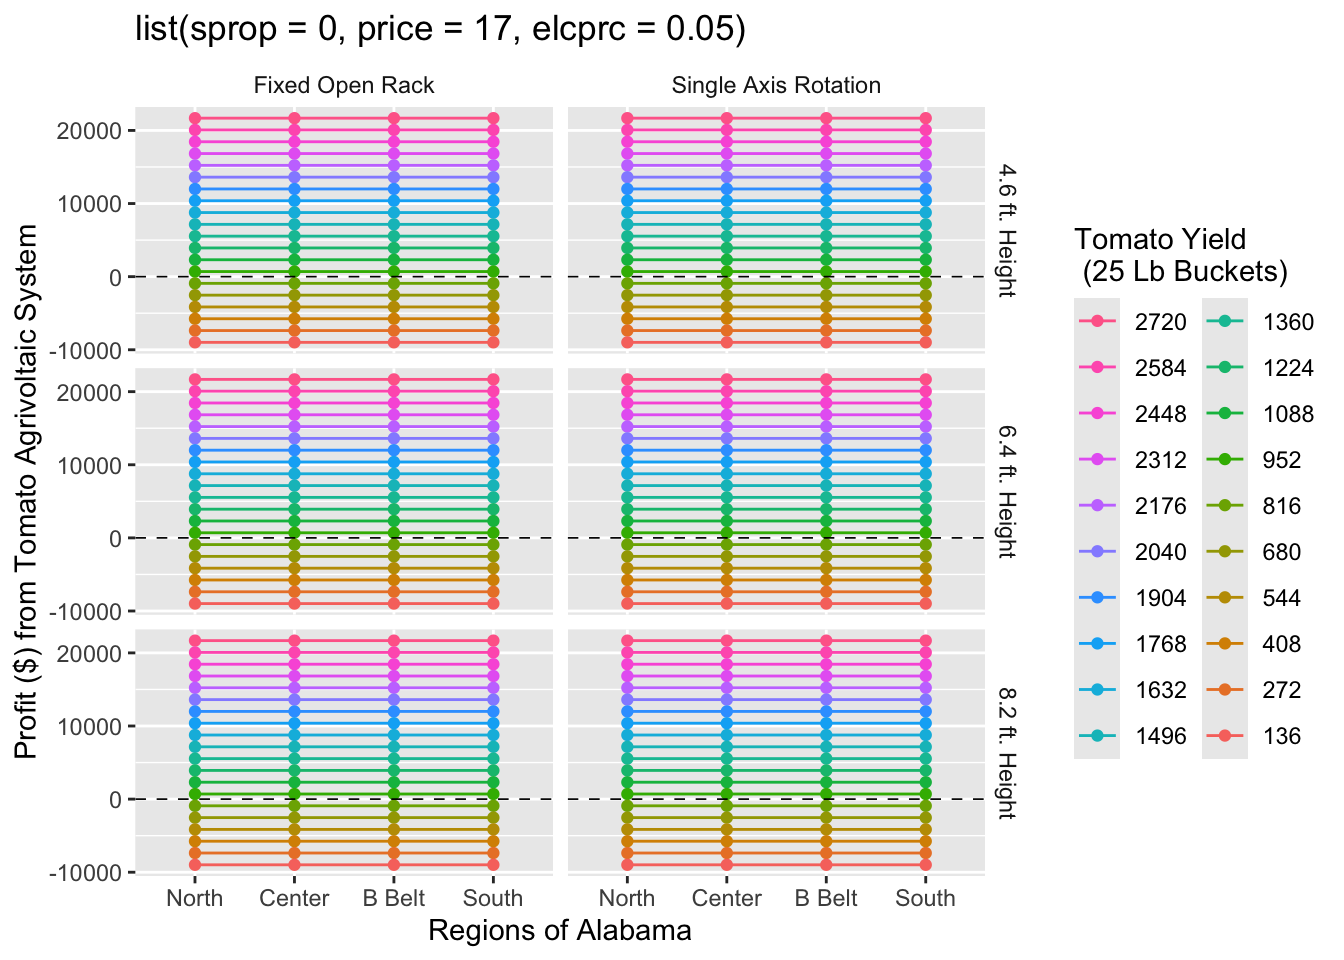 list(sprop = 0, price = 17, elcprc = 0.05)
Fixed Open Rack
Single Axis Rotation
Profit ($) from Tomato Agrivoltaic System
20000
10000
0
-10000
4.6 ft. Height
20000
10000
0
-10000
6.4 ft. Height
20000
10000
0
-10000
8.2 ft. Height
North Center B Belt South
North Center B Belt South
Regions of Alabama
Tomato Yield
(25 Lb Buckets)
2720 1360
2584 1224
2448 1088
2312 952
2176 816
2040 680
1904 544
1768 408
1632 272
1496 136